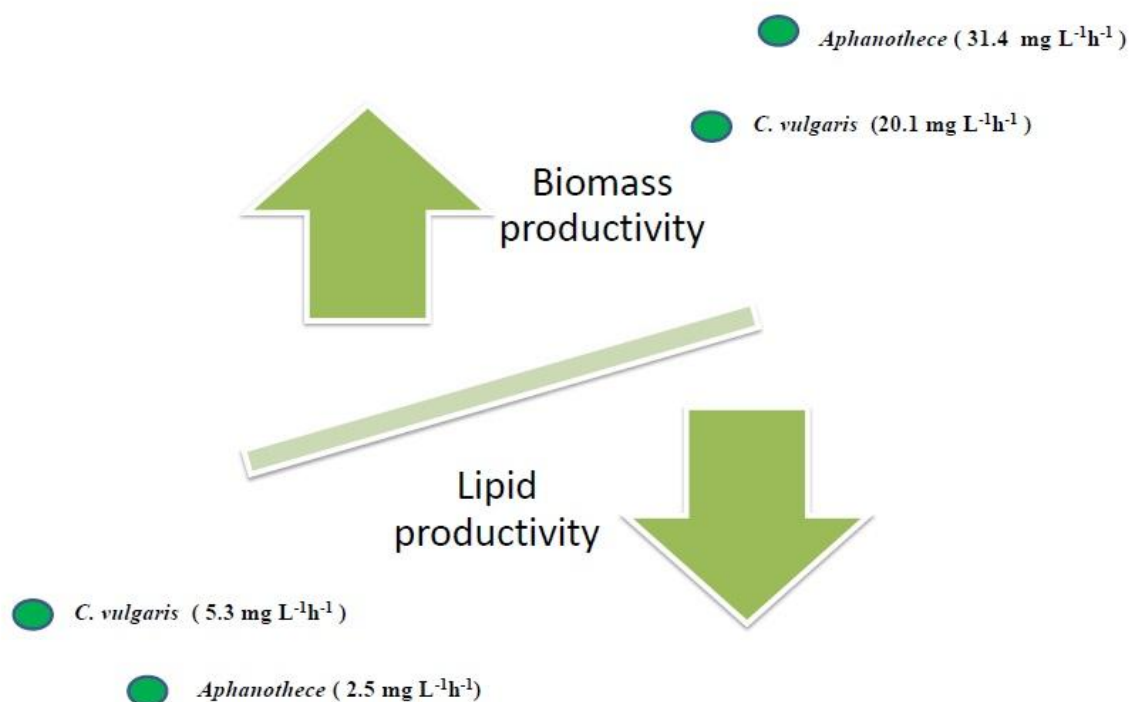 Aphanothece ( 31.4 mg L⁻¹h⁻¹ )
C. vulgaris (20.1 mg L⁻¹h⁻¹ )
Biomass
productivity
Lipid
productivity
C. vulgaris ( 5.3 mg L⁻¹h⁻¹ )
Aphanothece ( 2.5 mg L⁻¹h⁻¹)